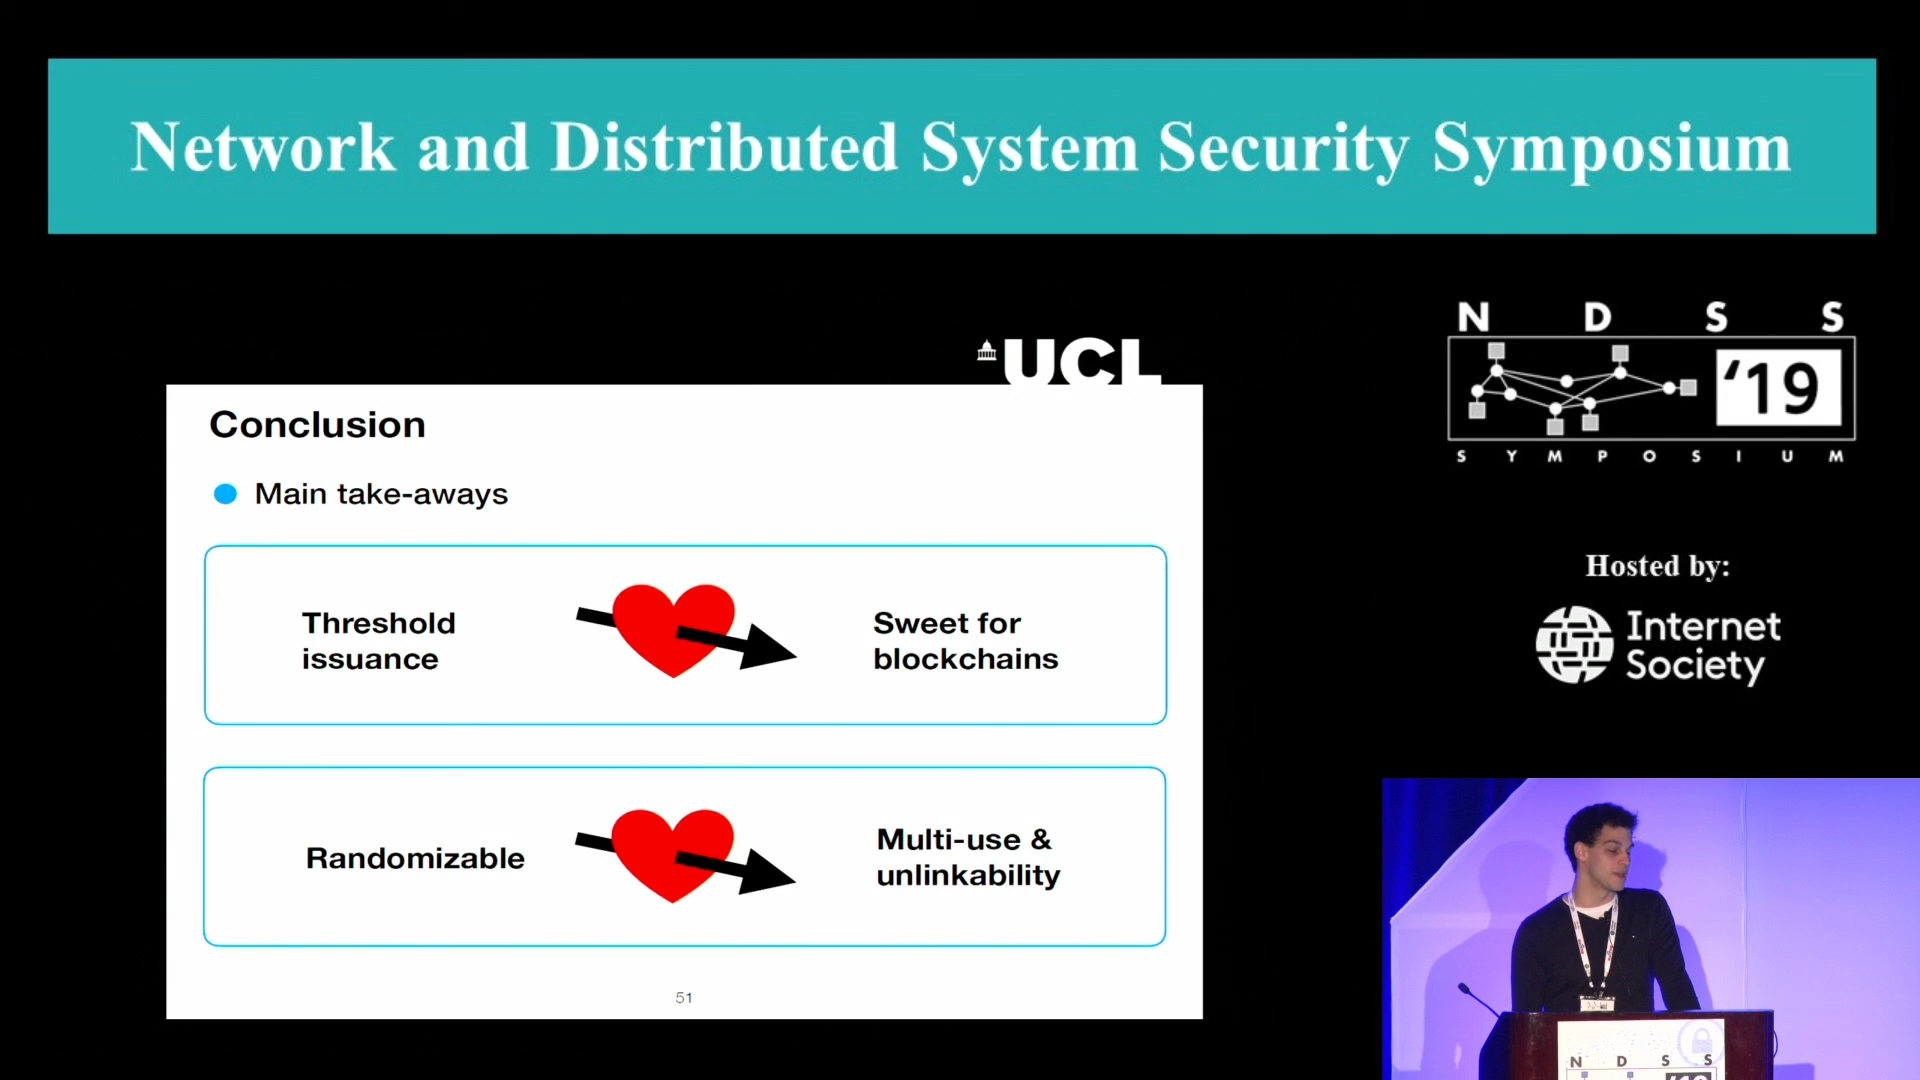 Network and Distributed System Security Symposium
UCL
N D S S
'19
S Y M P O S I U M
Conclusion
Main take-aways
Threshold
issuance
Sweet for
blockchains
Randomizable
Multi-use &
unlinkability
51
Hosted by:
Internet
Society
N D S S